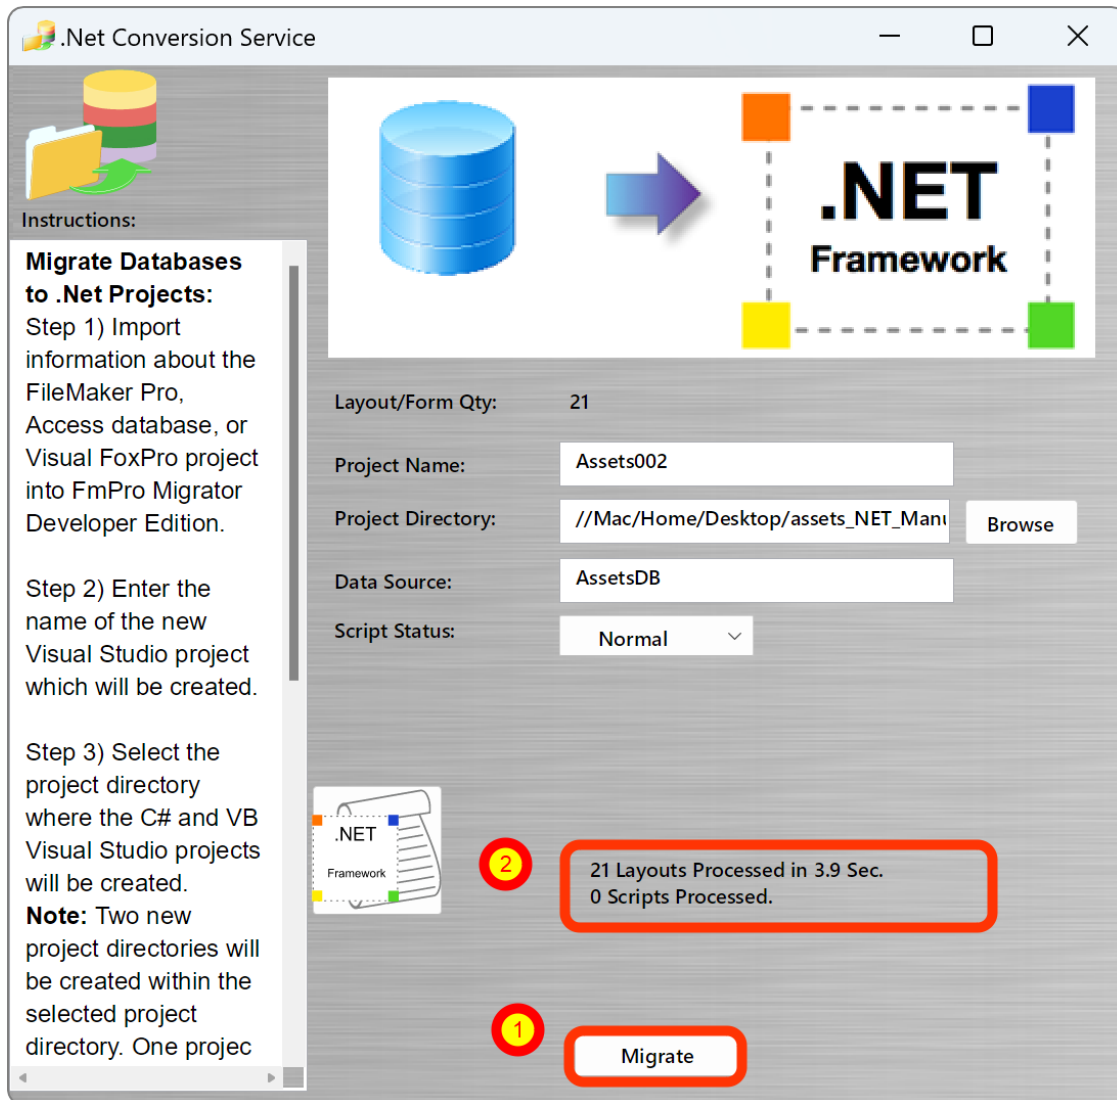 .Net Conversion Service
Instructions:
Migrate Databases
to .Net Projects:
Step 1) Import
information about the
FileMaker Pro,
Access database, or
Visual FoxPro project
into FmPro Migrator
Developer Edition.
Step 2) Enter the
name of the new
Visual Studio project
which will be created.
Step 3) Select the
project directory
where the C# and VB
Visual Studio projects
will be created.
Note: Two new
project directories will
be created within the
selected project
directory. One projec
.NET
Framework
Layout/Form Qty: 21
Project Name: Assets002
Project Directory: //Mac/Home/Desktop/assets_NET_Manu Browse
Data Source: AssetsDB
Script Status: Normal
.NET
Framework
2
21 Layouts Processed in 3.9 Sec.
0 Scripts Processed.
1
Migrate